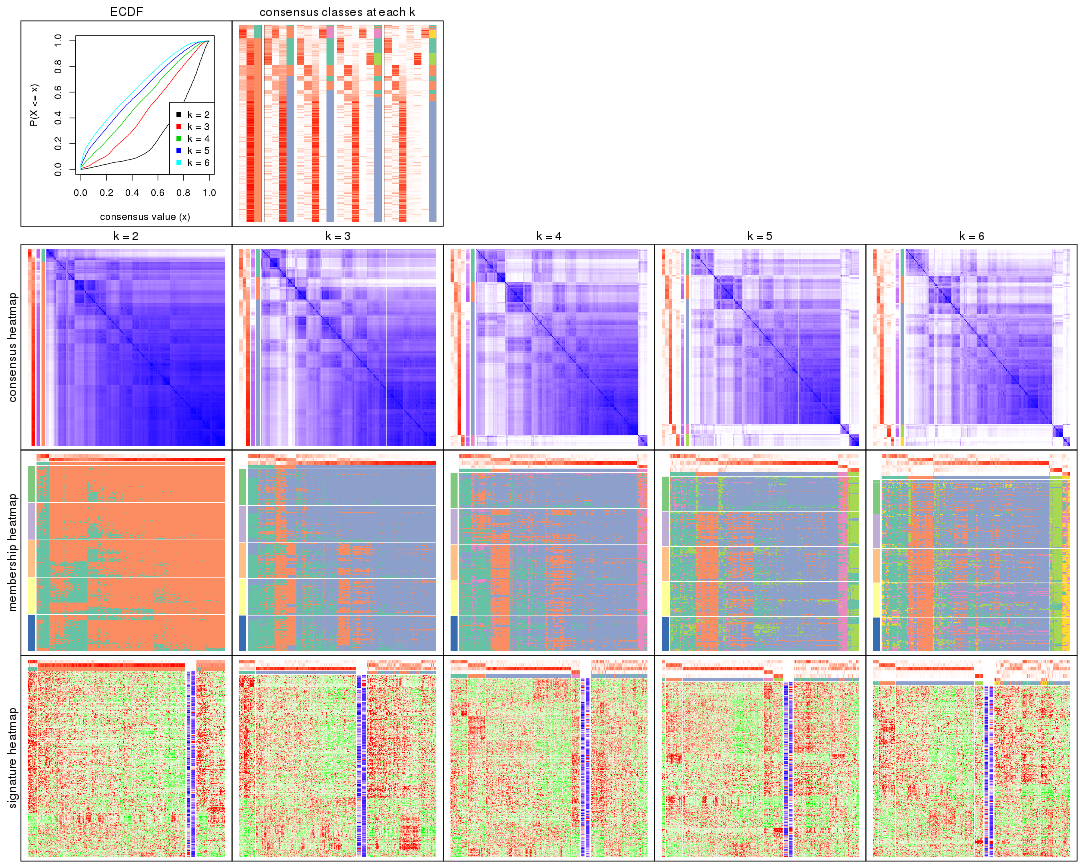 ECDF
consensus classes at each k
P(X <= x)
0.0 0.2 0.4 0.6 0.8 1.0
k = 2
k = 3
k = 4
k = 5
k = 6
0.0 0.2 0.4 0.6 0.8 1.0
consensus value (x)
k = 2
k = 3
k = 4
k = 5
k = 6
consensus heatmap
membership heatmap
signature heatmap